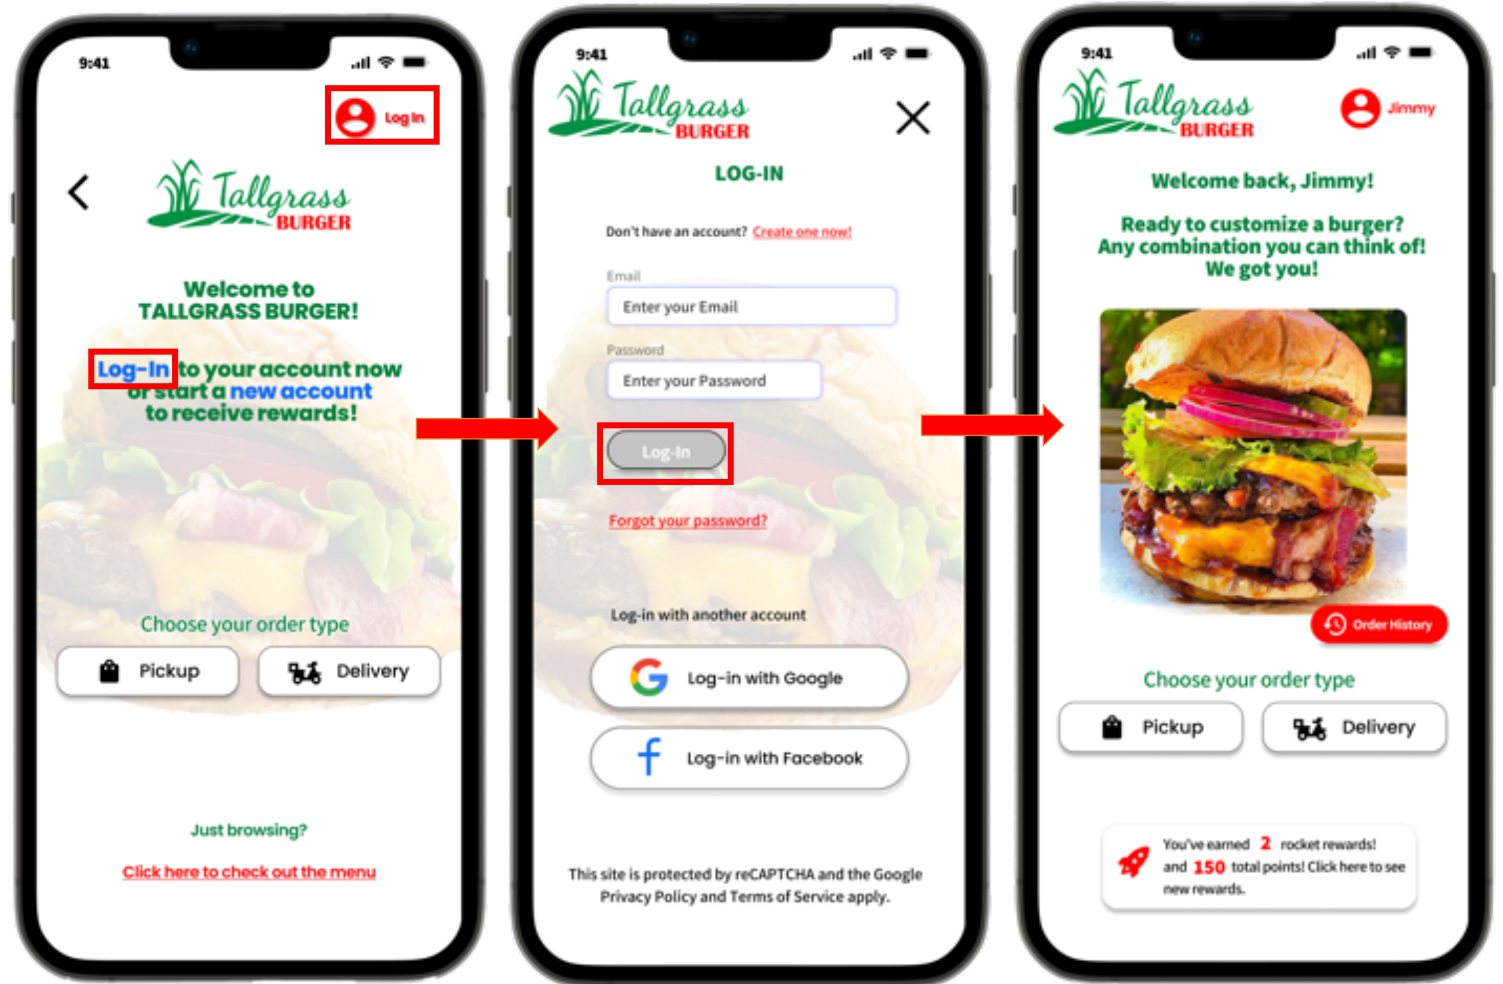 9:41
Log In
Tallgrass
BURGER
Welcome to
TALLGRASS BURGER!
Log-In to your account now
or start a new account
to receive rewards!
Choose your order type
Pickup
Delivery
Just browsing?
Click here to check out the menu
9:41
Tallgrass
BURGER
LOG-IN
Don't have an account? Create one now!
Email
Enter your Email
Password
Enter your Password
Log-In
Forgot your password?
Log-in with another account
Log-in with Google
Log-in with Facebook
This site is protected by reCAPTCHA and the Google
Privacy Policy and Terms of Service apply.
9:41
Tallgrass
BURGER
Jimmy
Welcome back, Jimmy!
Ready to customize a burger?
Any combination you can think of!
We got you!
Order History
Choose your order type
Pickup
Delivery
You've earned 2 rocket rewards!
and 150 total points! Click here to see
new rewards.